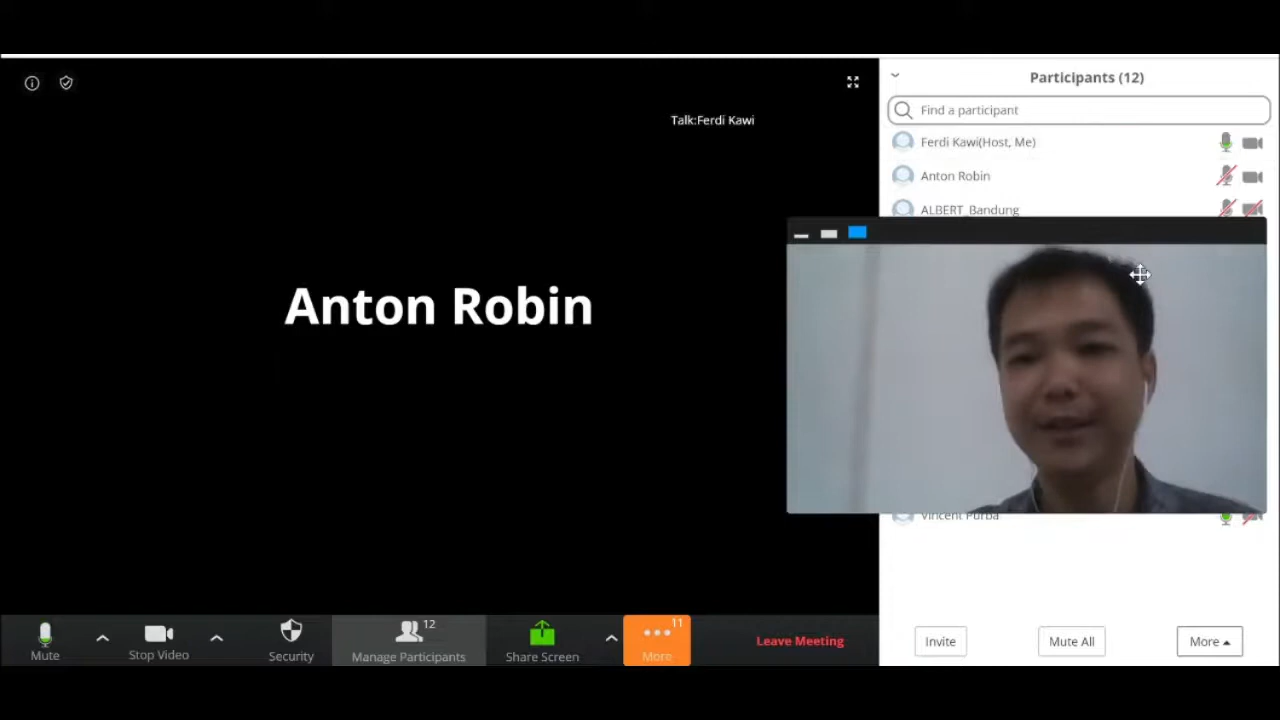 Participants (12)
Find a participant
Talk:Ferdi Kawi
Ferdi Kawi(Host, Me)
Anton Robin
ALBERT_Bandung
Anton Robin
Vincent Purba
12
11
Mute
Stop Video
Security
Manage Participants
Share Screen
More
Leave Meeting
Invite
Mute All
More